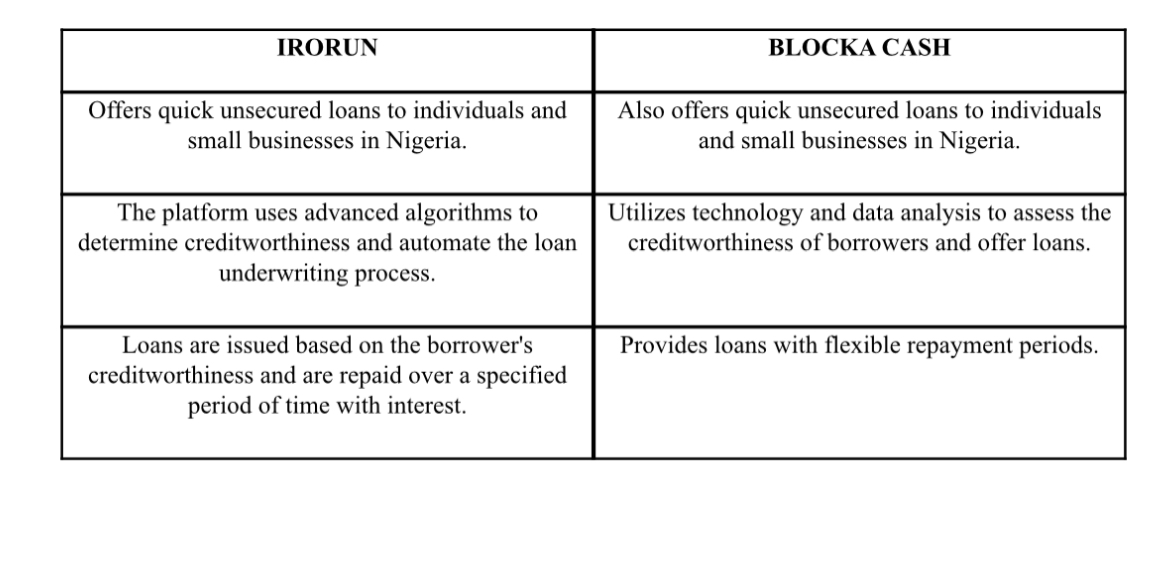 IRORUN
BLOCKA CASH
Offers quick unsecured loans to individuals and
small businesses in Nigeria.
Also offers quick unsecured loans to individuals
and small businesses in Nigeria.
The platform uses advanced algorithms to
determine creditworthiness and automate the loan
underwriting process.
Utilizes technology and data analysis to assess the
creditworthiness of borrowers and offer loans.
Loans are issued based on the borrower's
creditworthiness and are repaid over a specified
period of time with interest.
Provides loans with flexible repayment periods.